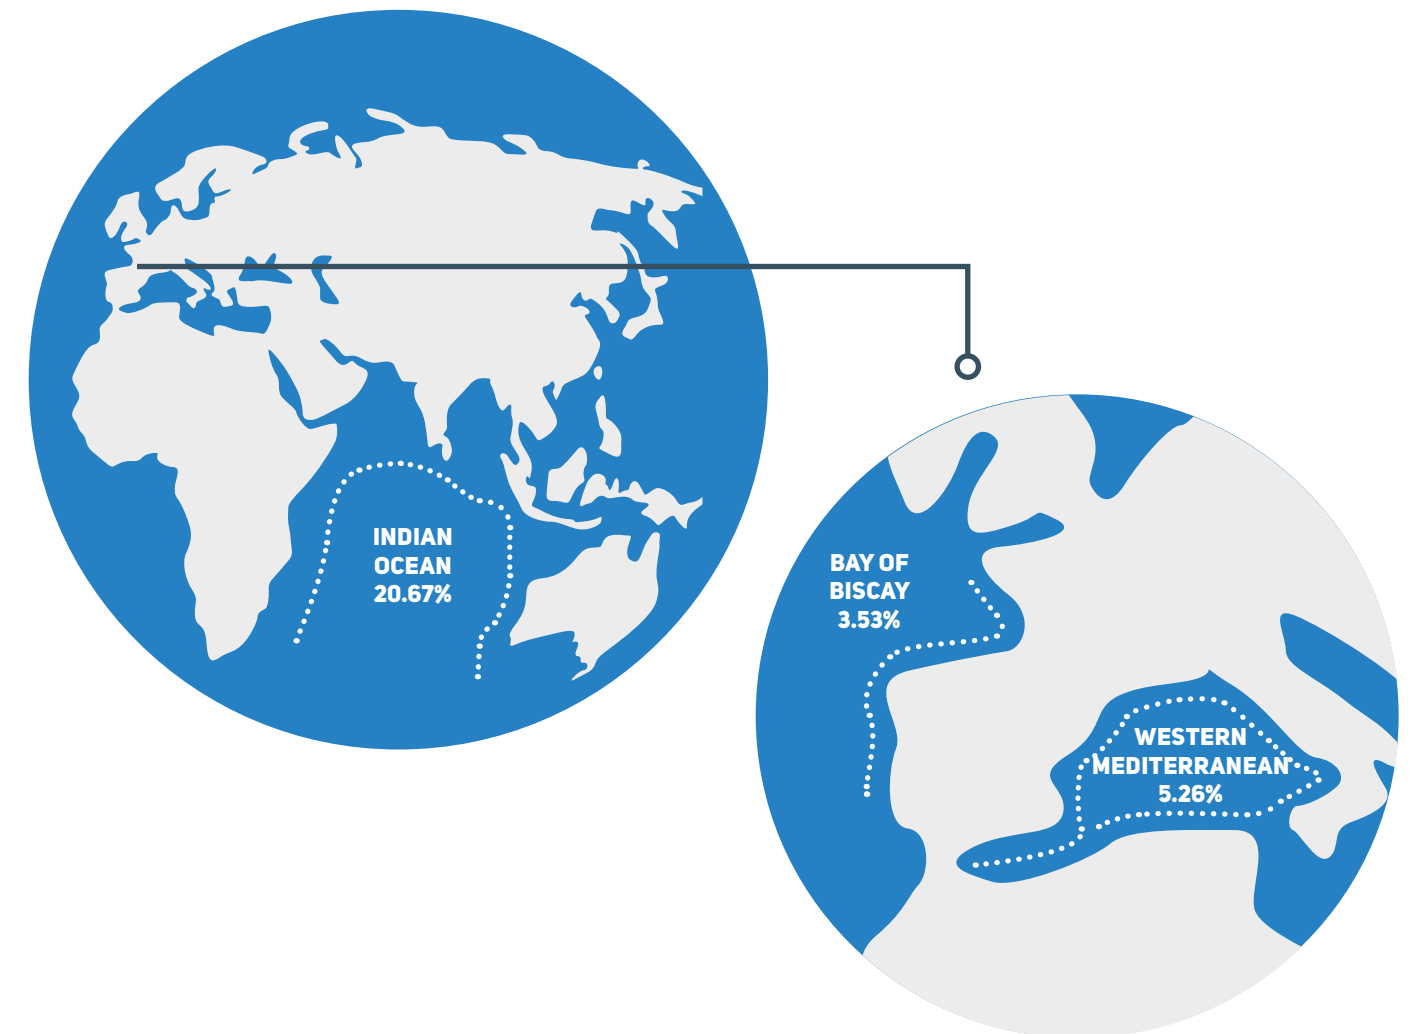 INDIAN
OCEAN
20.67%
BAY OF
BISCAY
3.53%
WESTERN
MEDITERRANEAN
5.26%